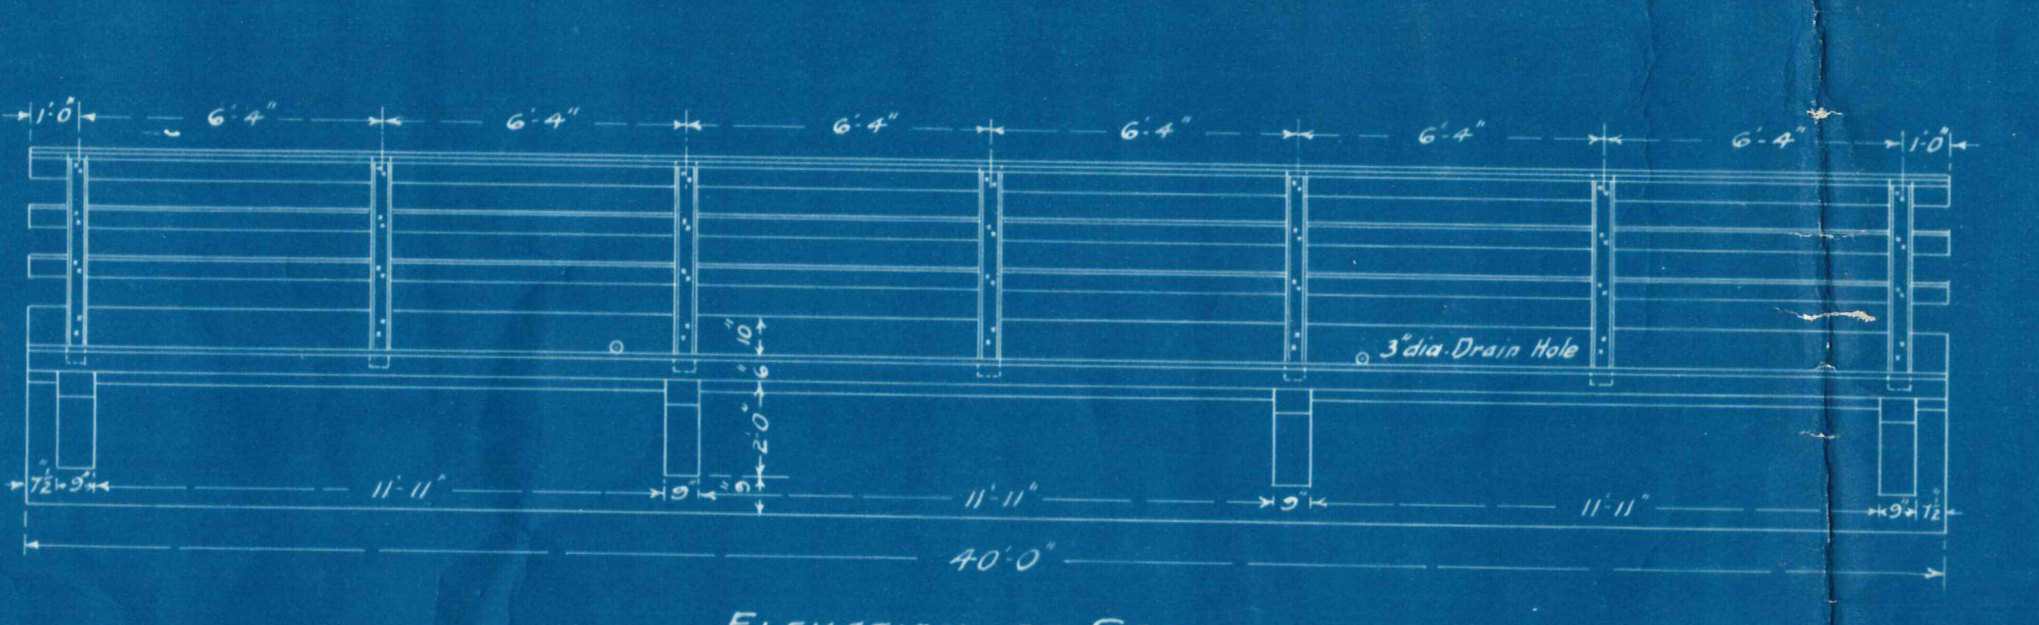 1'-0" 6'-4" 6'-4" 6'-4" 6'-4" 6'-4" 6'-4" 1'-0"
10"
3"dia. Drain Hole
6"
2'-0"
7½" 9" 11'-11" 9" 9" 11'-11" 9" 11'-11" 9" 7½"
40'-0"